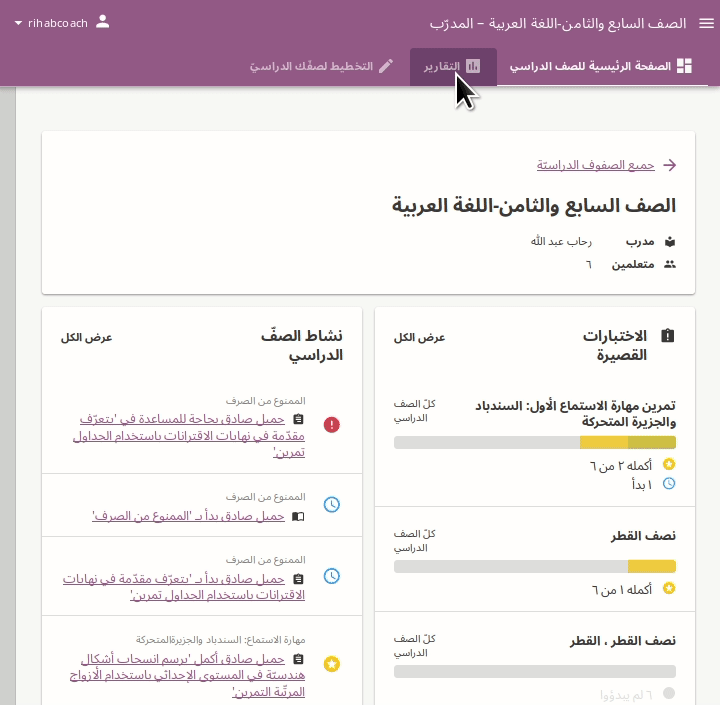 الصف السابع والثامن-اللغة العربية – المدرّب
rihabcoach
الصفحة الرئيسية للصف الدراسي
التقارير
التخطيط لصفّك الدراسيّ
جميع الصفوف الدراسيّة
الصف السابع والثامن-اللغة العربية
مدرب
رحاب عبد الله
متعلمين
٦
الاختبارات
القصيرة
عرض الكل
تمرين مهارة الاستماع الأول: السندباد
والجزيرة المتحركة
كلّ الصف
الدراسي
أكمله ٢ من ٦
١ بدأ
نصف القطر
كلّ الصف
الدراسي
أكمله ١ من ٦
نصف القطر ، القطر
كلّ الصف
الدراسي
٦ لم يبدؤوا
نشاط الصفّ
الدراسي
عرض الكل
الممنوع من الصرف
جميل صادق بحاجة للمساعدة في 'يتعرّف
مقدّمة في نهايات الاقترانات باستخدام الجداول
تمرين'
الممنوع من الصرف
جميل صادق بدأ بـ 'الممنوع من الصرف'
الممنوع من الصرف
جميل صادق بدأ بـ 'يتعرّف مقدّمة في نهايات
الاقترانات باستخدام الجداول تمرين'
مهارة الاستماع: السندباد والجزيرةالمتحركة
جميل صادق أكمل 'يرسم انسحاب أشكال
هندسيّة في المستوى الإحداثي باستخدام الأزواج
المرتّبة التمرين'